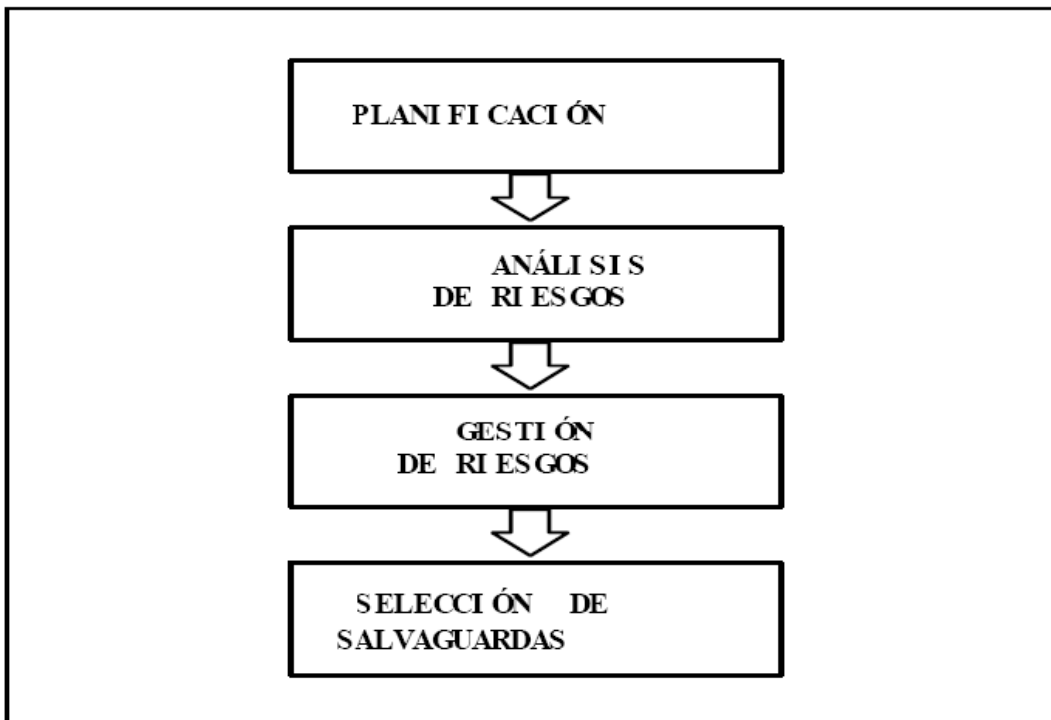 PLANIFICACIÓN
ANÁLISIS
DE RIESGOS
GESTIÓN
DE RIESGOS
SELECCIÓN DE
SALVAGUARDAS